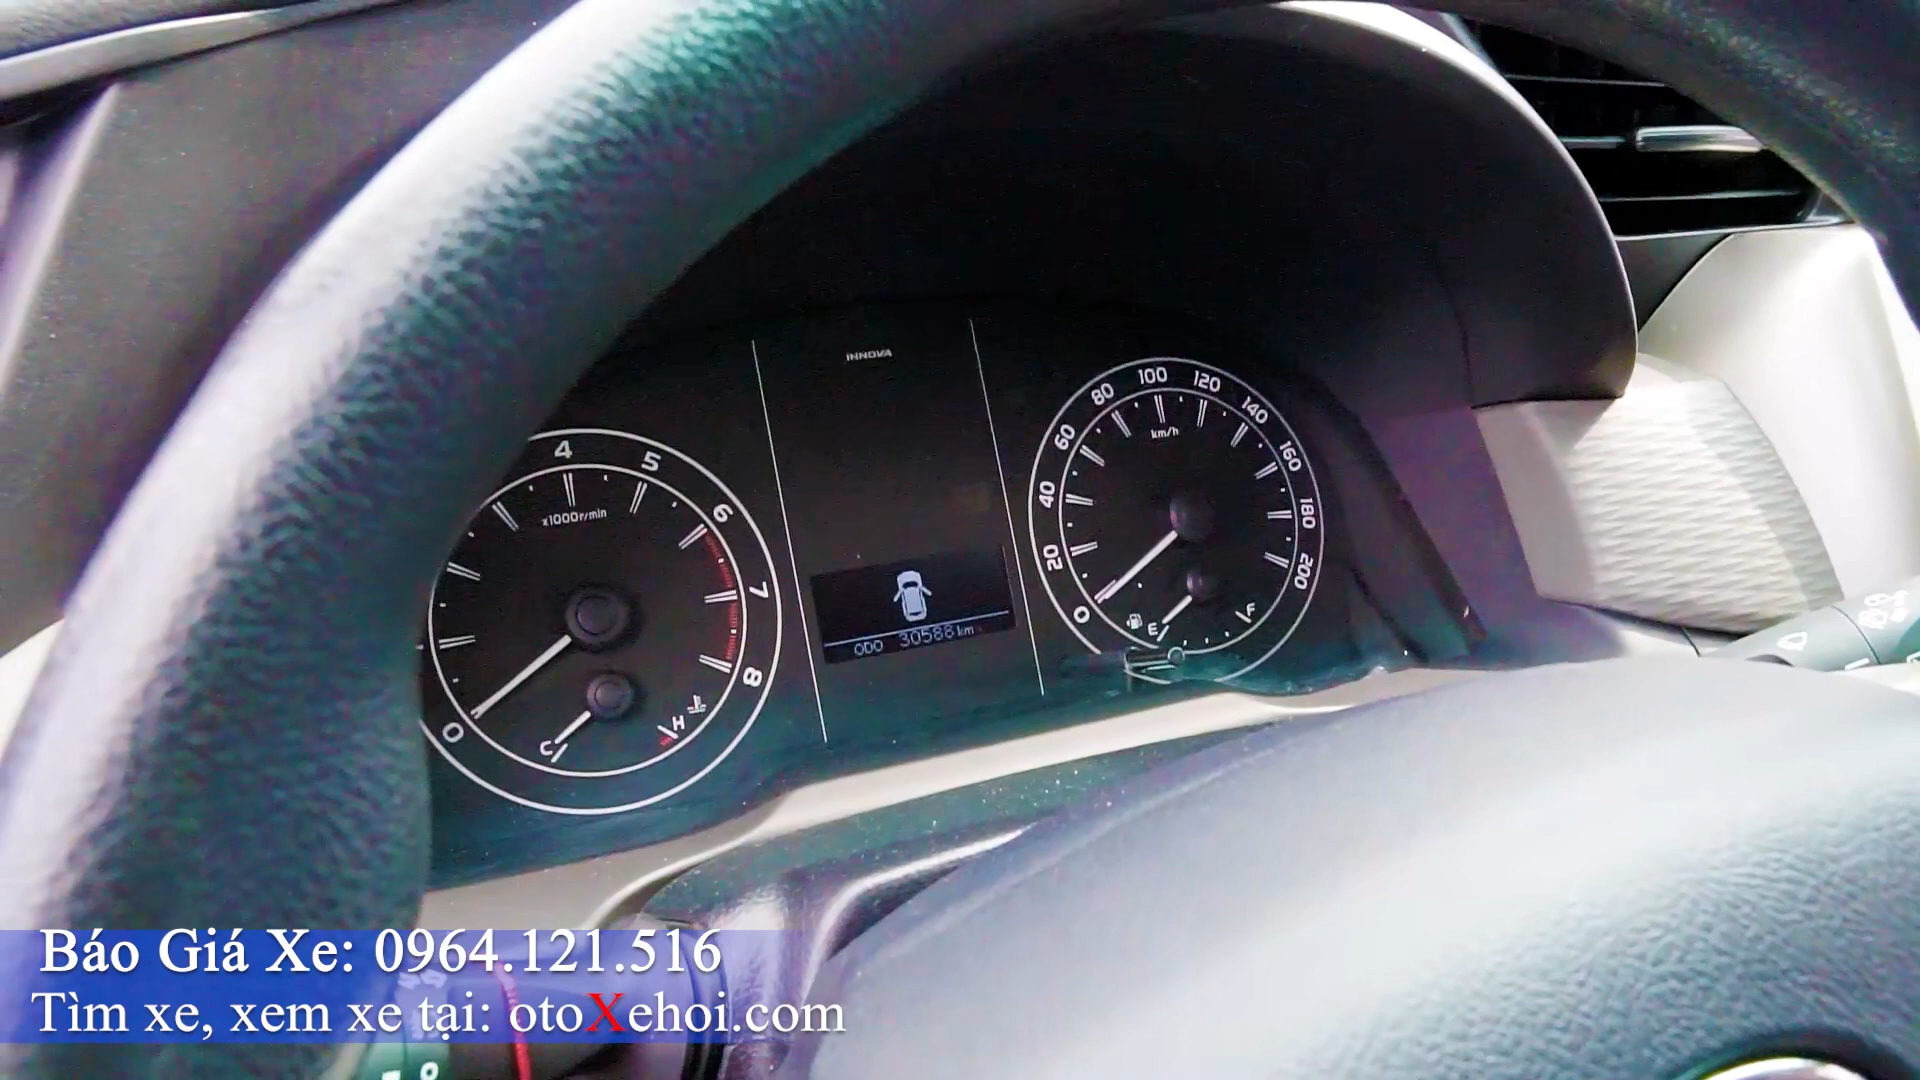 INNOVA
4
5
6
7
8
0
x1000r/min
C
H
ODO 30588 km
0
20
40
60
80
100
120
140
160
180
200
km/h
E
F
Báo Giá Xe: 0964.121.516
Tìm xe, xem xe tại: otoXehoi.com